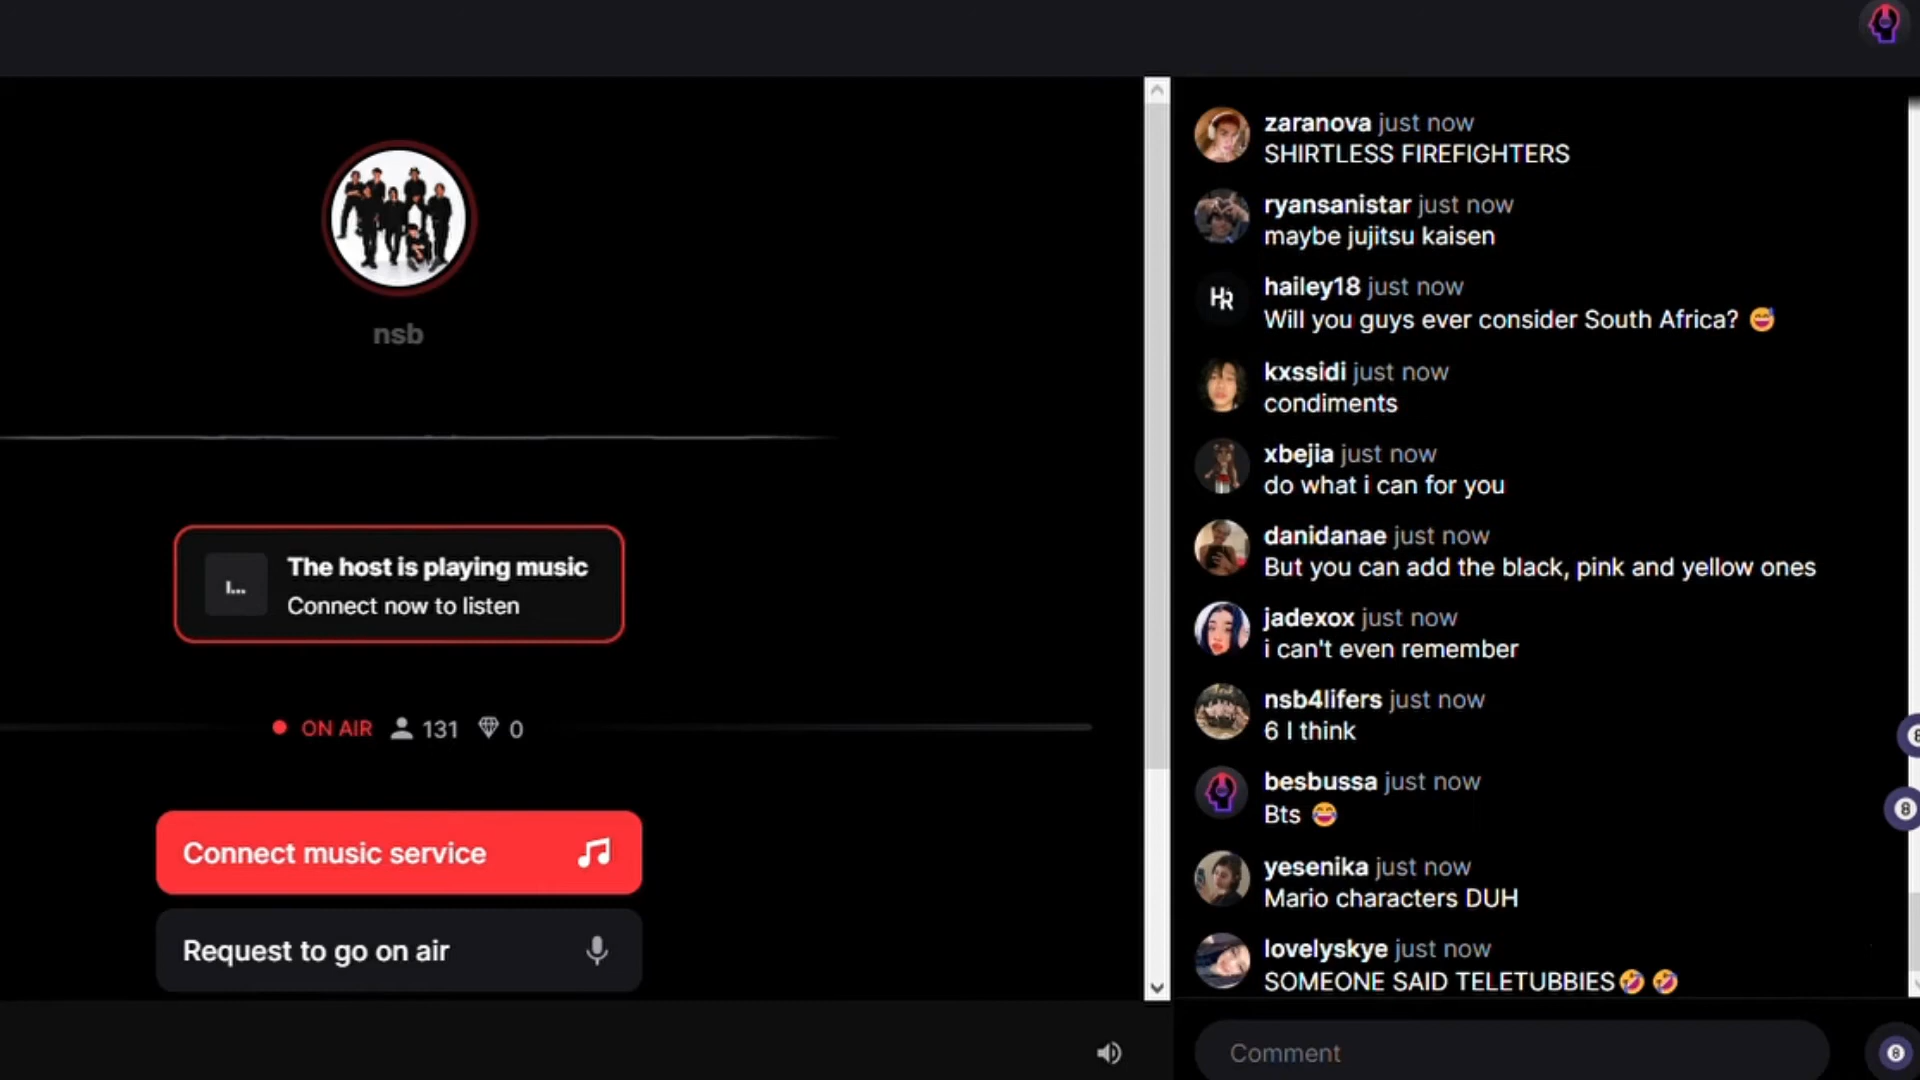 nsb
The host is playing music
Connect now to listen
ON AIR 131 0
Connect music service
Request to go on air
zaranova just now
SHIRTLESS FIREFIGHTERS
ryansanistar just now
maybe jujitsu kaisen
HR
hailey18 just now
Will you guys ever consider South Africa? 😅
kxssidi just now
condiments
xbejia just now
do what i can for you
danidanae just now
But you can add the black, pink and yellow ones
jadexox just now
i can't even remember
nsb4lifers just now
6 I think
besbussa just now
Bts 😂
yesenika just now
Mario characters DUH
lovelyskye just now
SOMEONE SAID TELETUBBIES🤣 🤣
Comment
8
8
8